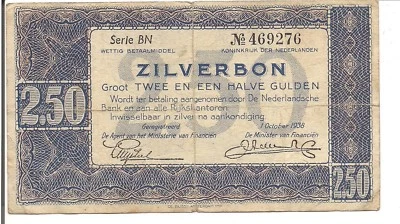 Serie BN № 469276
WETTIG BETAALMIDDEL KONINKRIJK DER NEDERLANDEN
ZILVERBON
Groot TWEE EN EEN HALVE GULDEN
Wordt ter betaling aangenomen door De Nederlandsche
Bank en aan alle Rijkskantoren.
Inwisselbaar in zilver na aankondiging
Geregistreerd 1 October 1938
De Agent van het Ministerie van Financiën De Minister van Financiën
2.50
2.50
2.50